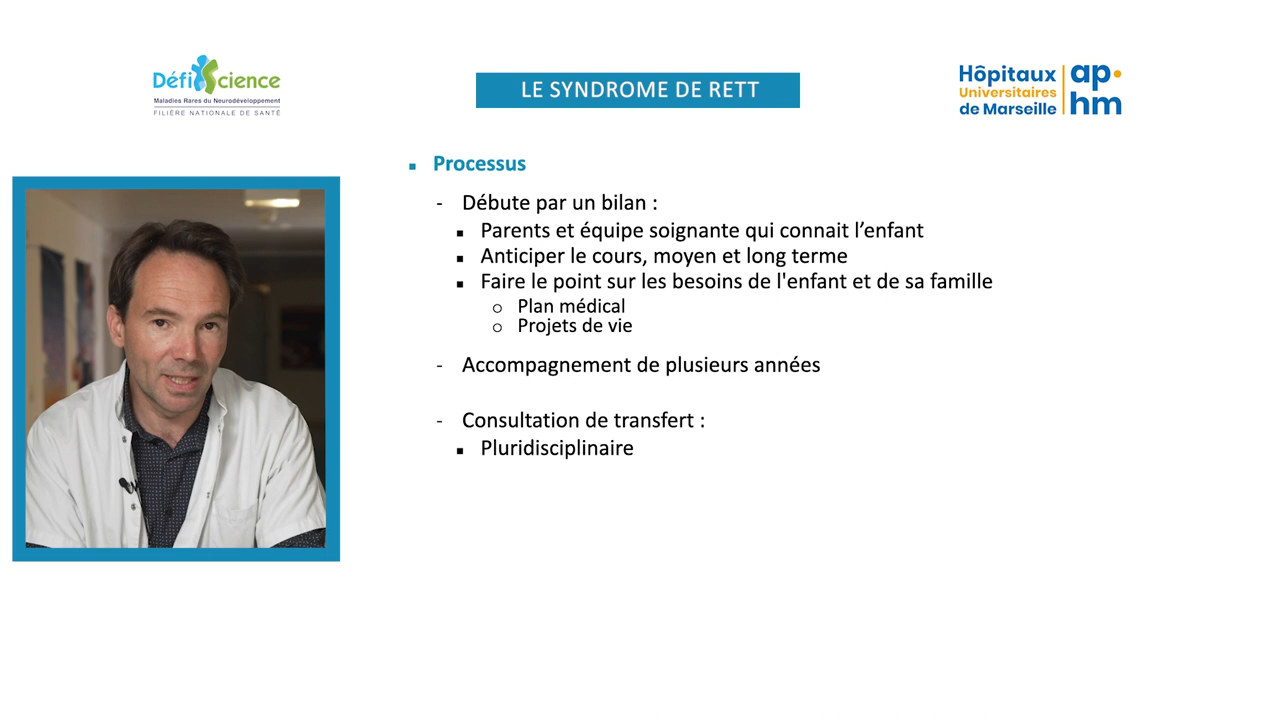 DéfiScience
Maladies Rares du Neurodéveloppement
FILIÈRE NATIONALE DE SANTÉ
LE SYNDROME DE RETT
Hôpitaux
Universitaires
de Marseille
ap•
hm
▪ Processus
- Débute par un bilan :
▪ Parents et équipe soignante qui connait l’enfant
▪ Anticiper le cours, moyen et long terme
▪ Faire le point sur les besoins de l'enfant et de sa famille
o Plan médical
o Projets de vie
- Accompagnement de plusieurs années
- Consultation de transfert :
▪ Pluridisciplinaire